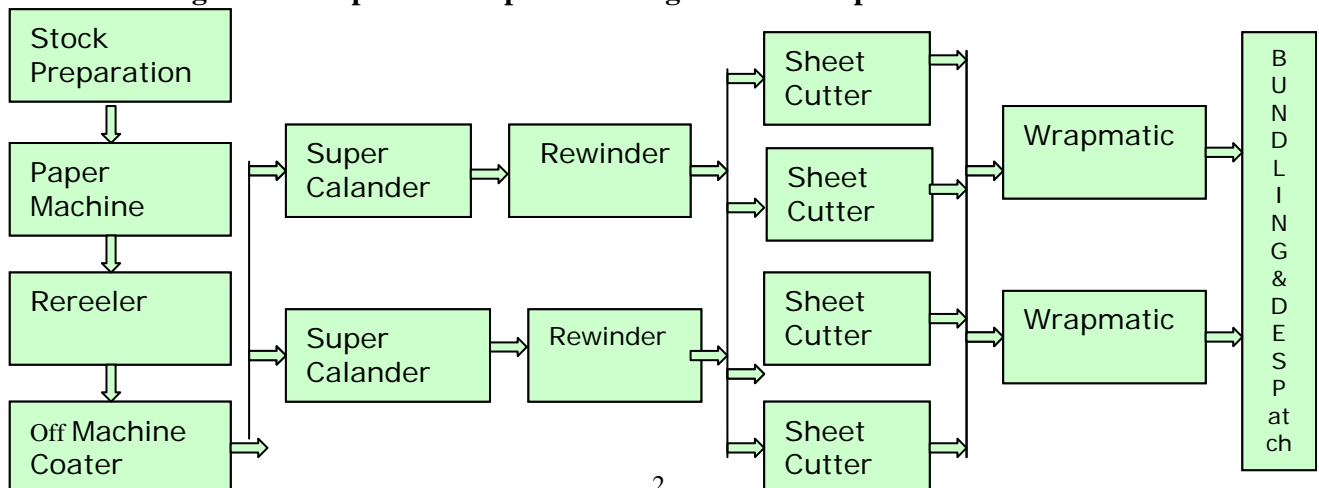 Stock
Preparation
Paper
Machine
Rereeler
Off Machine
Coater
Super
Calander
Rewinder
Super
Calander
Rewinder
Sheet
Cutter
Sheet
Cutter
Sheet
Cutter
Sheet
Cutter
Wrapmatic
Wrapmatic
B
U
N
D
L
I
N
G
&
D
E
S
P
at
ch
2